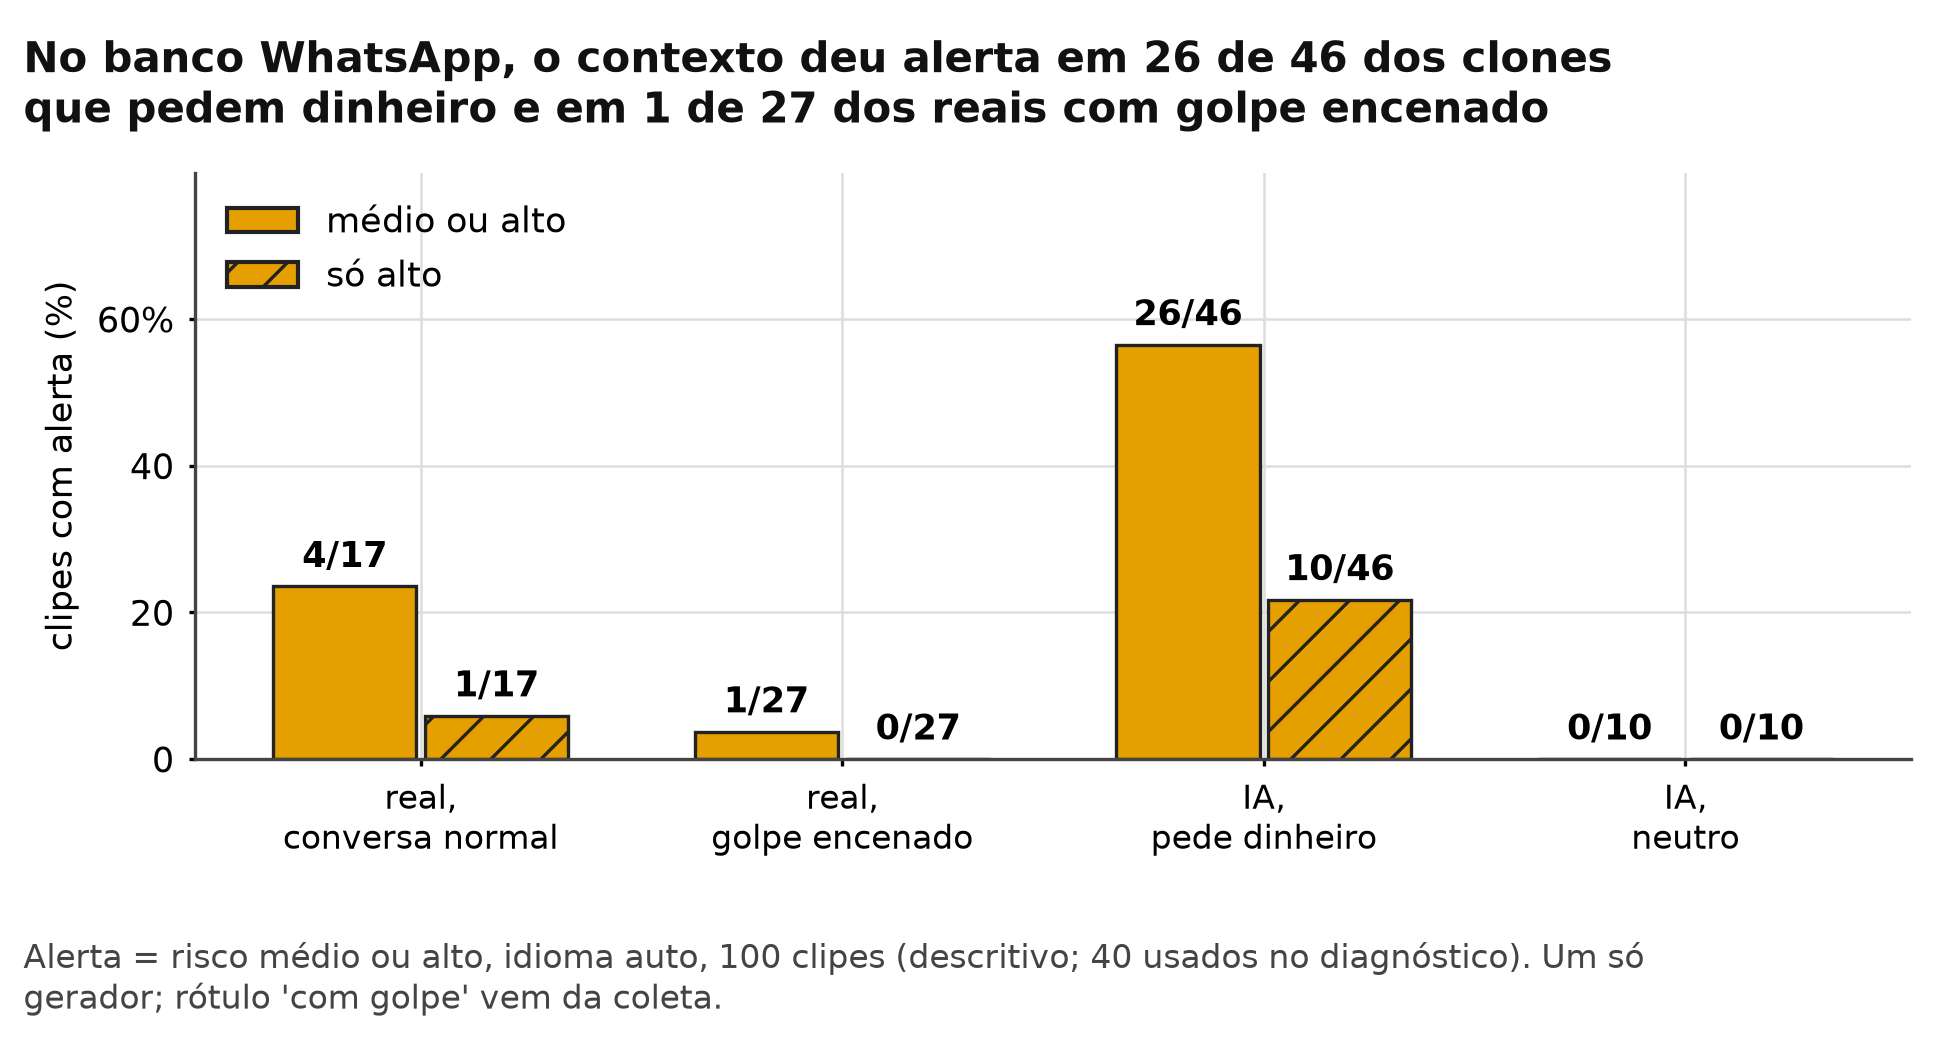 No banco WhatsApp, o contexto deu alerta em 26 de 46 dos clones
que pedem dinheiro e em 1 de 27 dos reais com golpe encenado
médio ou alto
só alto
clipes com alerta (%)
60%
40
20
0
4/17
1/17
1/27
0/27
26/46
10/46
0/10
0/10
real,
conversa normal
real,
golpe encenado
IA,
pede dinheiro
IA,
neutro
Alerta = risco médio ou alto, idioma auto, 100 clipes (descritivo; 40 usados no diagnóstico). Um só
gerador; rótulo 'com golpe' vem da coleta.